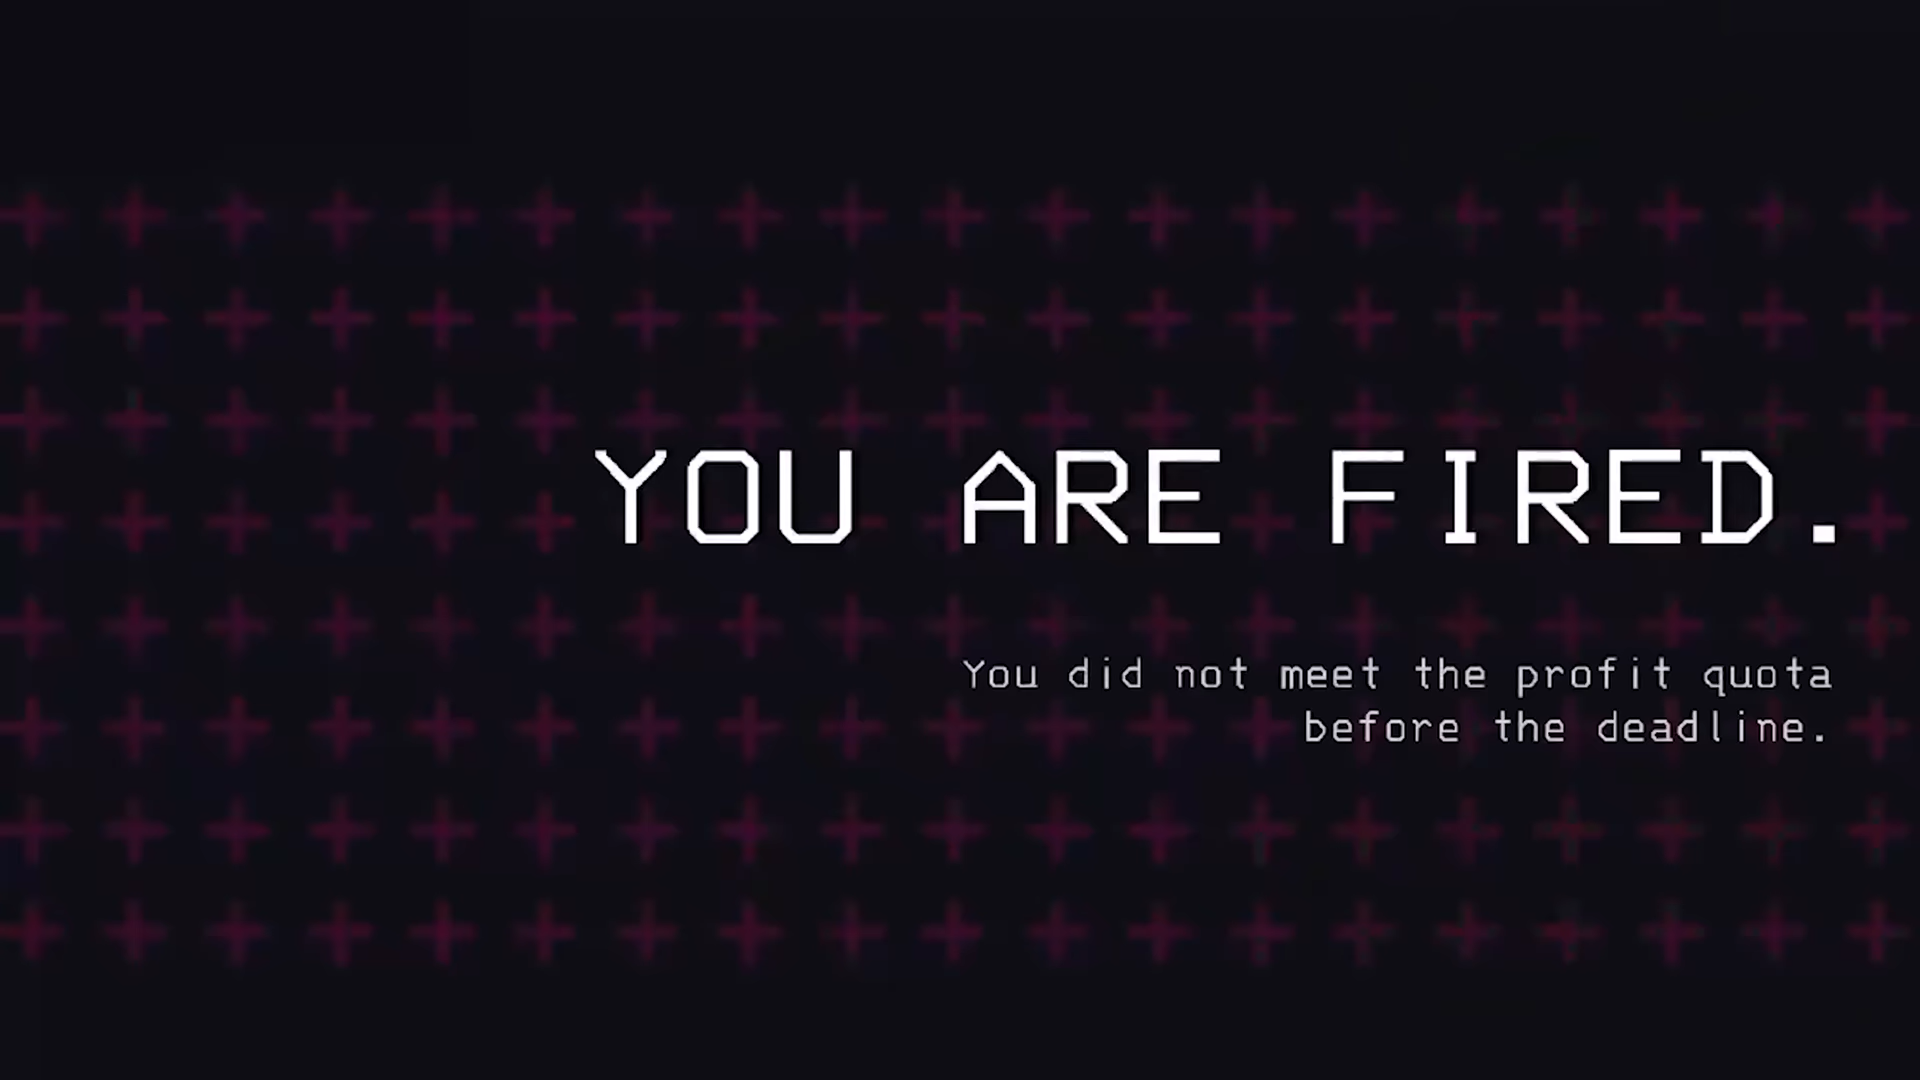 YOU ARE FIRED.
You did not meet the profit quota
before the deadline.